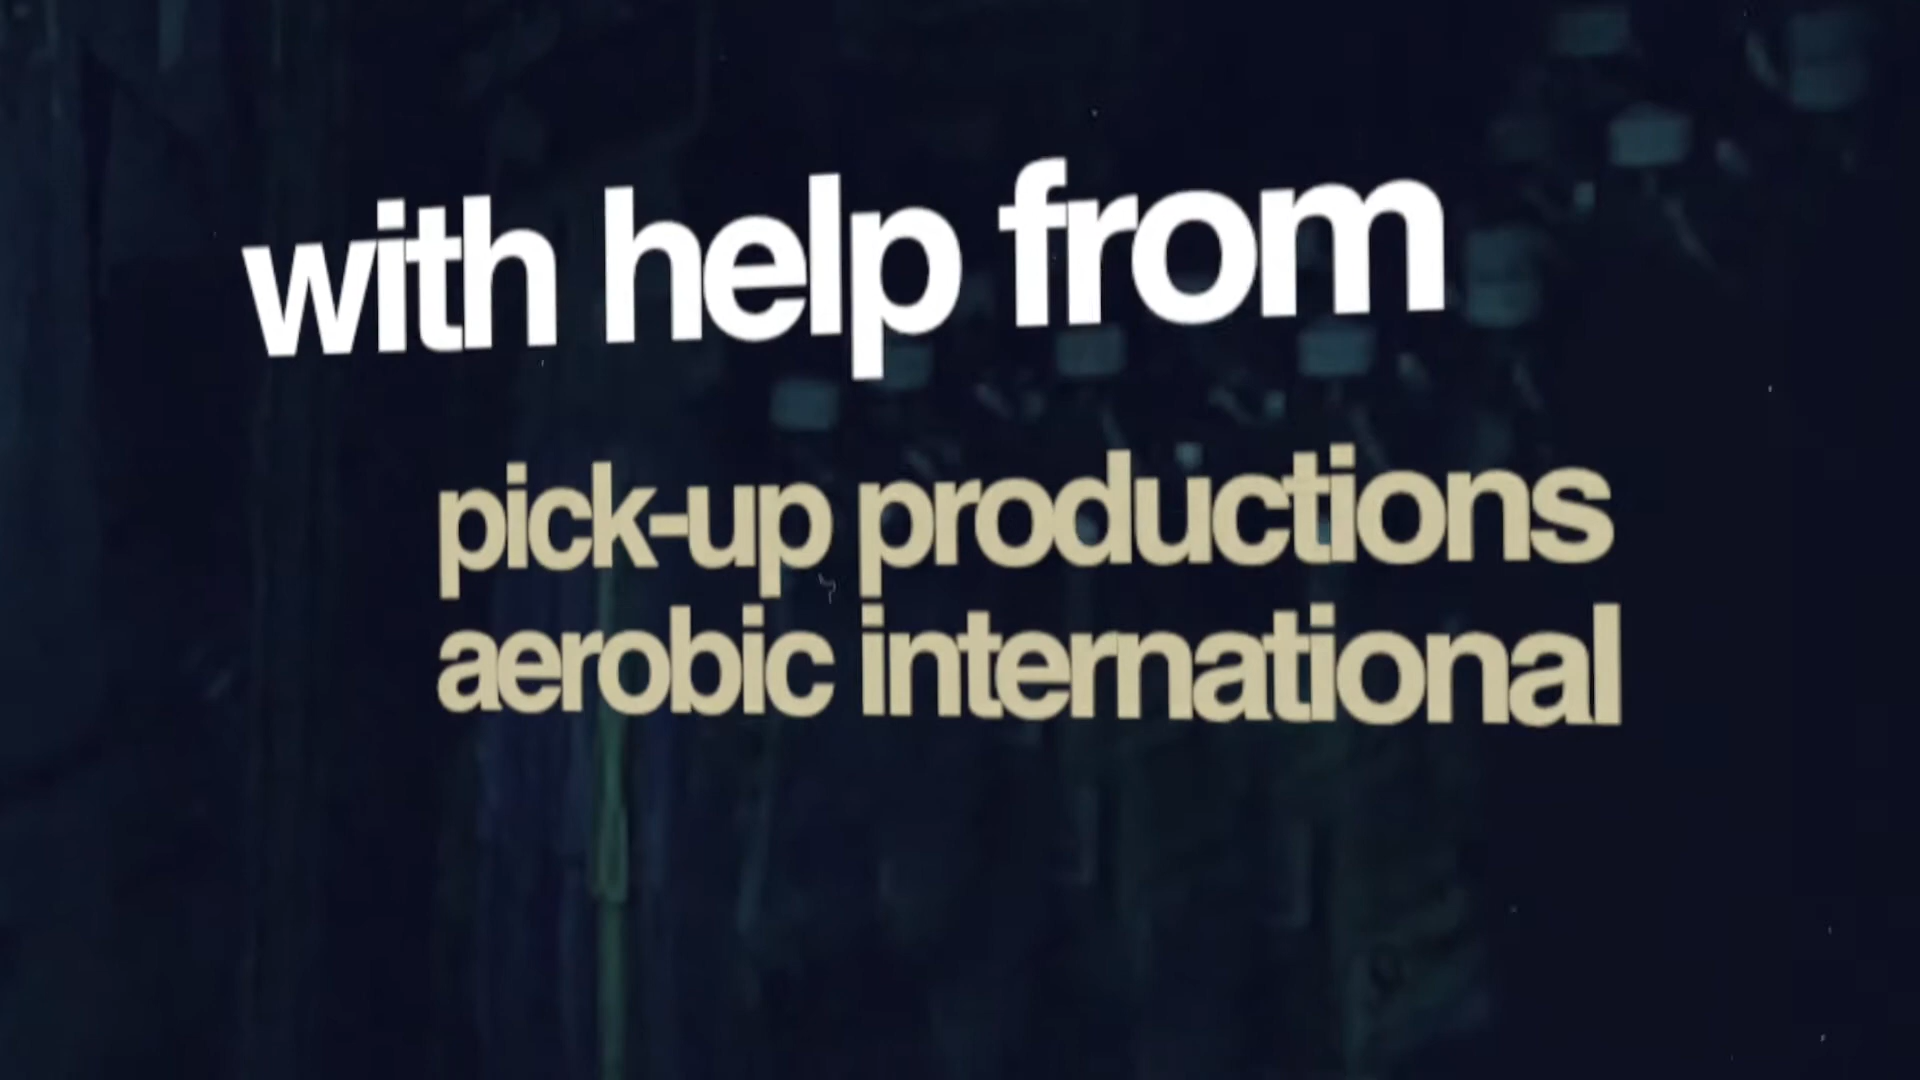 with help from
pick-up productions
aerobic international